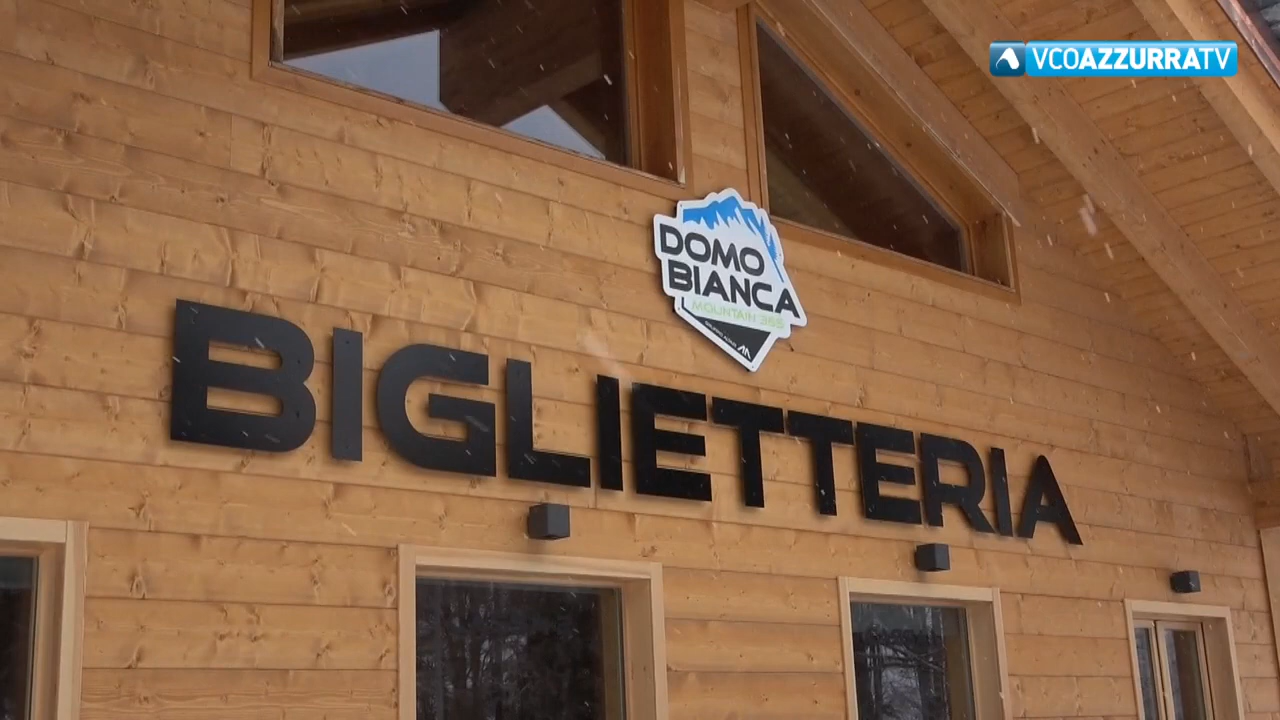 VCOAZZURRATV
DOMO
BIANCA
MOUNTAIN 365
BIGLIETTERIA